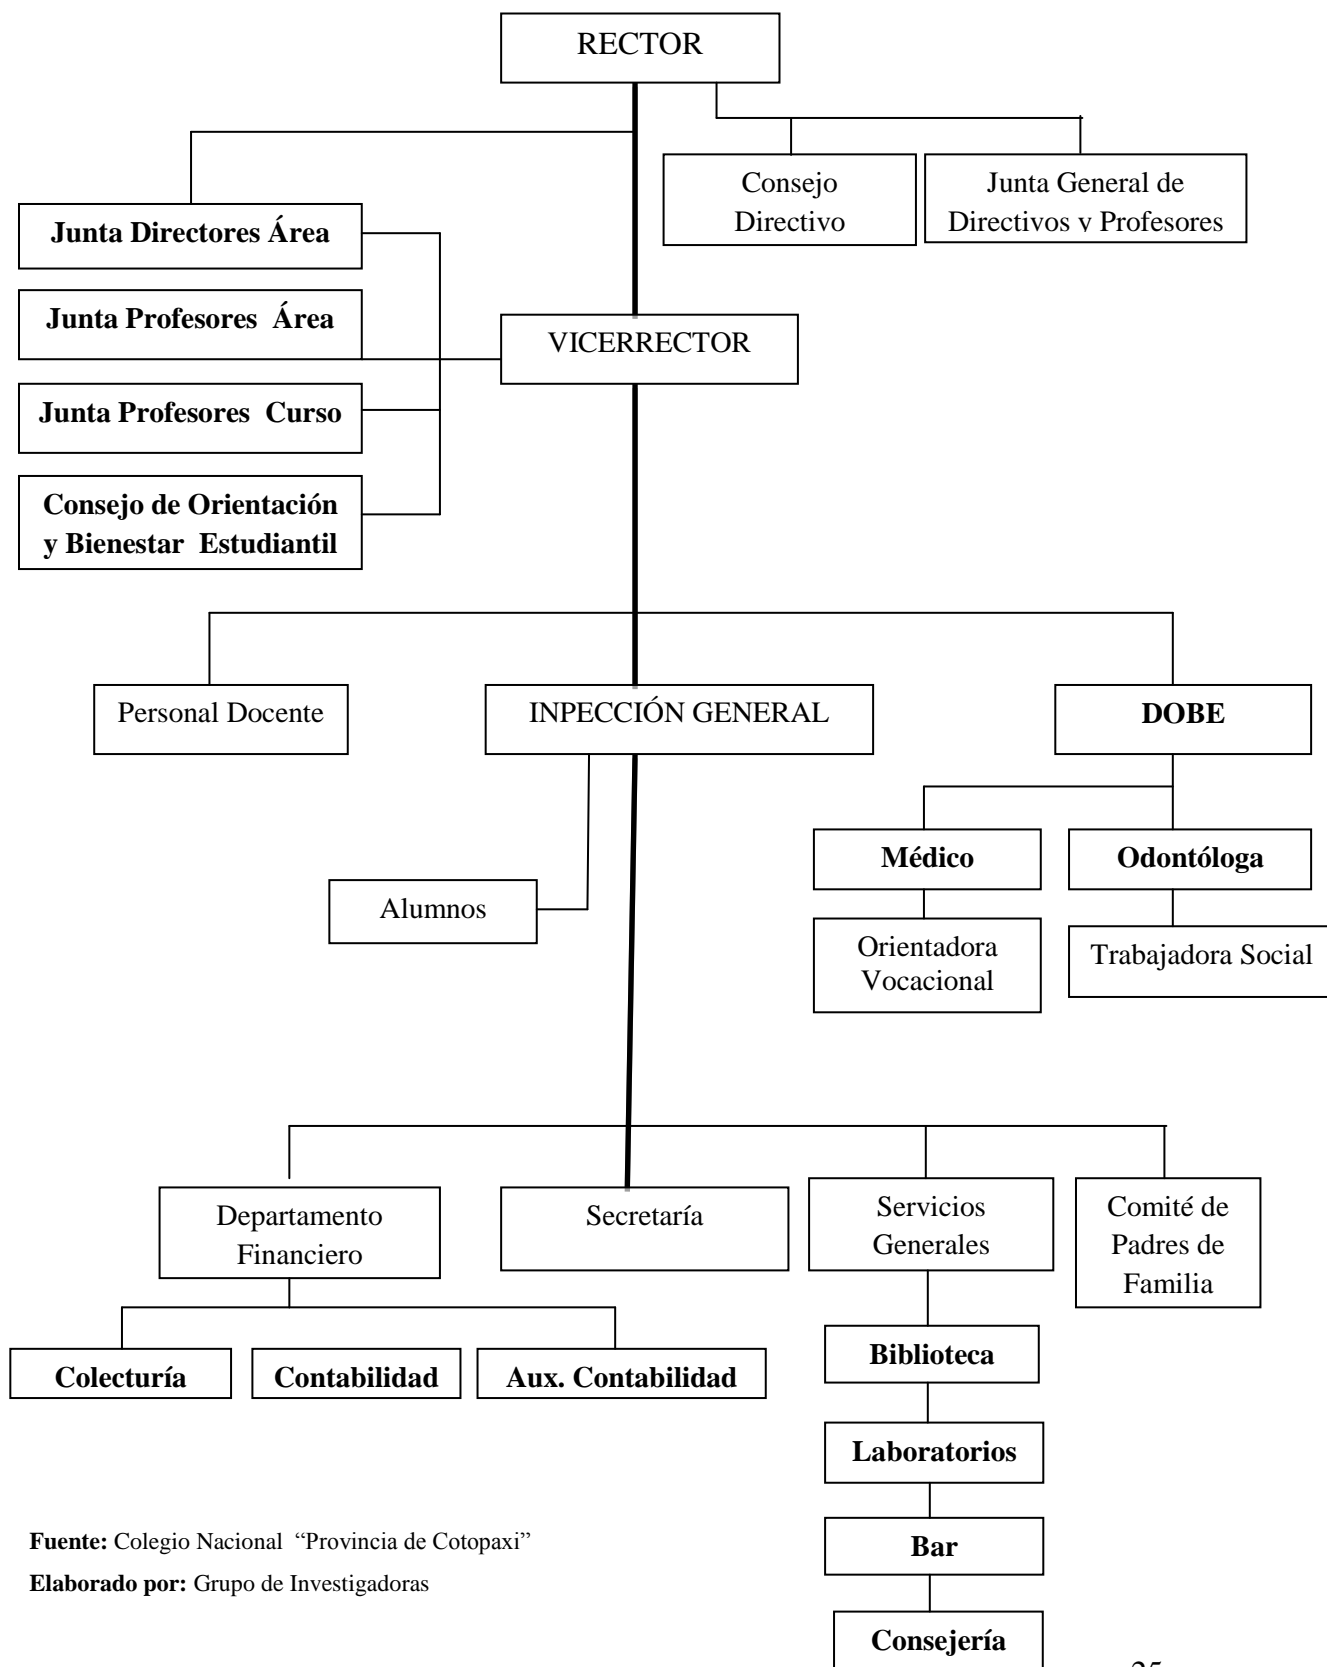 RECTOR
Consejo
Directivo
Junta General de
Directivos y Profesores
Junta Directores Área
Junta Profesores Área
VICERRECTOR
Junta Profesores Curso
Consejo de Orientación
y Bienestar Estudiantil
Personal Docente
INPECCIÓN GENERAL
DOBE
Médico
Odontóloga
Alumnos
Orientadora
Vocacional
Trabajadora Social
Departamento
Financiero
Secretaría
Servicios
Generales
Comité de
Padres de
Familia
Colecturía
Contabilidad
Aux. Contabilidad
Biblioteca
Laboratorios
Bar
Consejería
Fuente: Colegio Nacional “Provincia de Cotopaxi”
Elaborado por: Grupo de Investigadoras
25